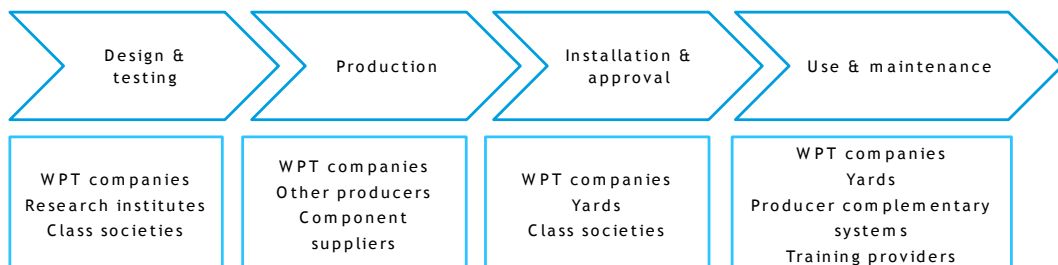 Design &
testing
Production
Installation &
approval
Use & maintenance
WPT companies
Research institutes
Class societies
WPT companies
Other producers
Component
suppliers
WPT companies
Yards
Class societies
WPT companies
Yards
Producer complementary
systems
Training providers